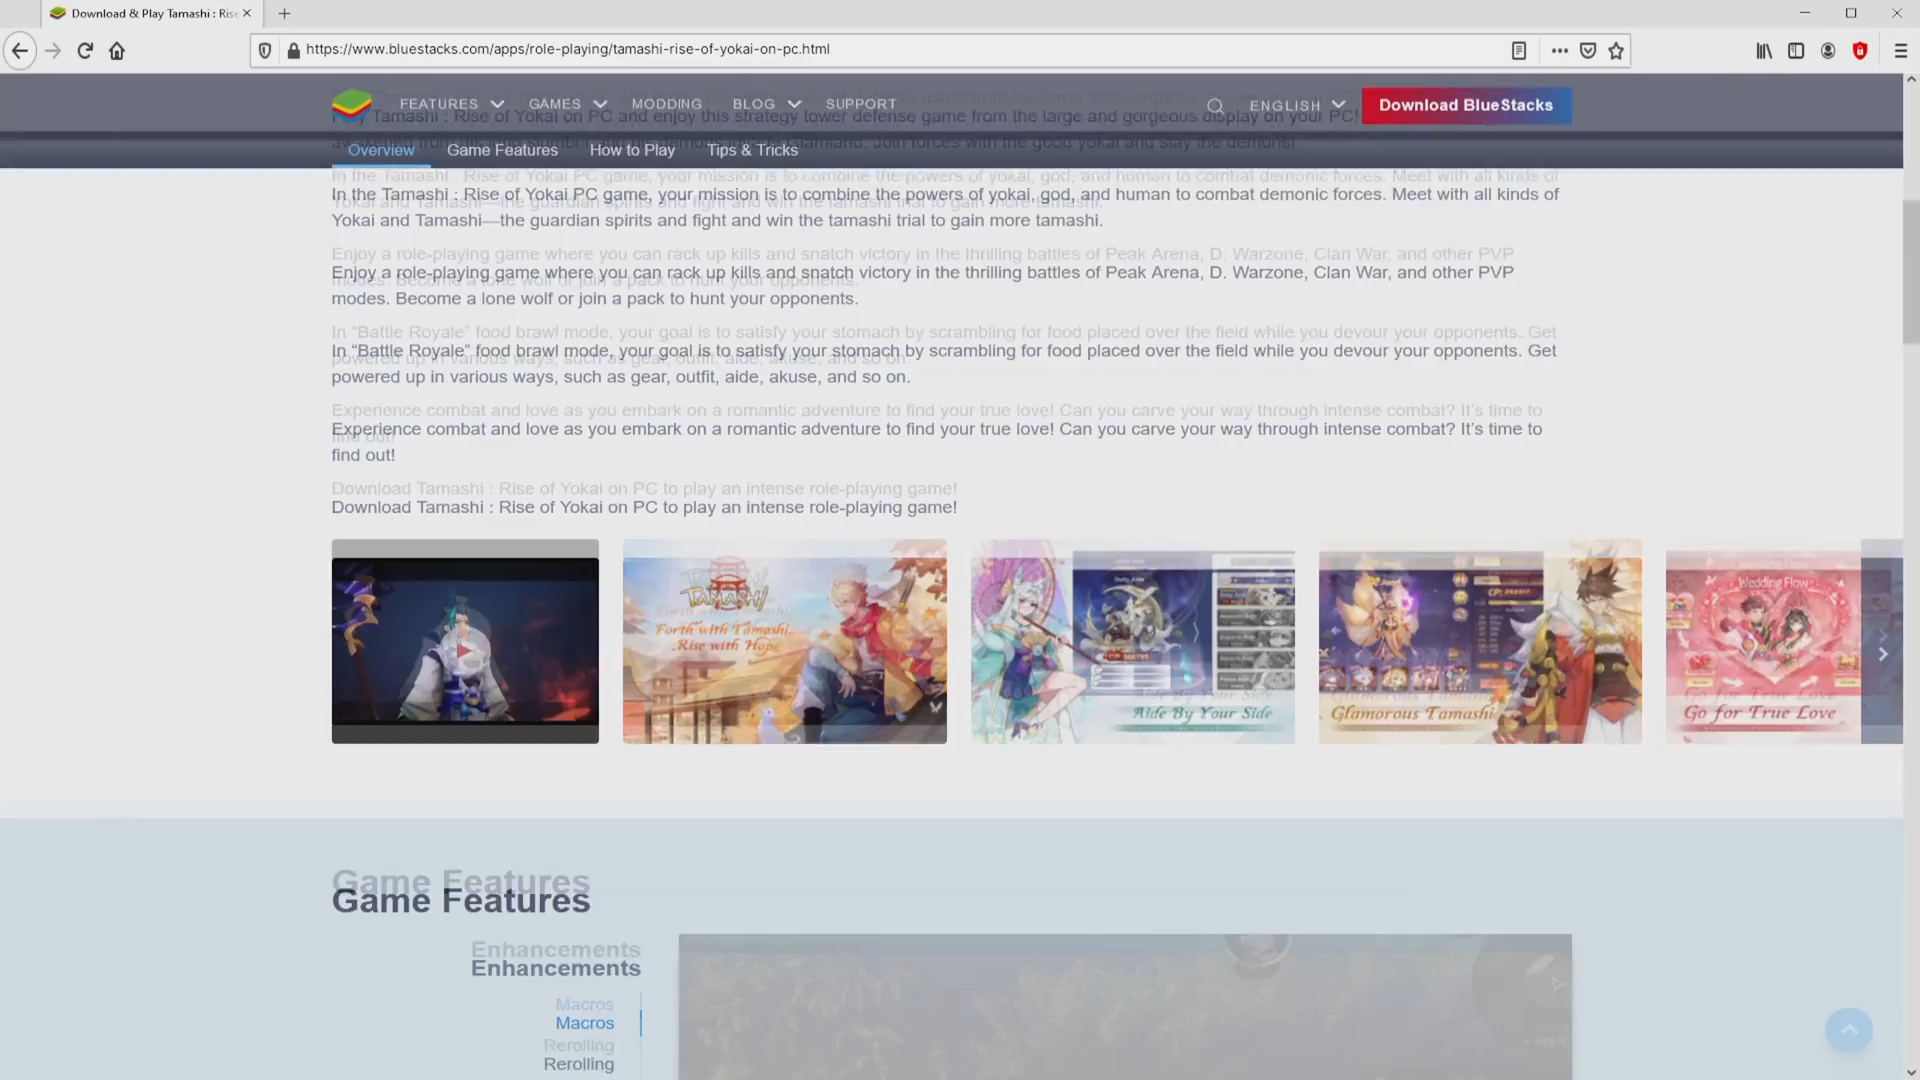 Download & Play Tamashi : Rise
https://www.bluestacks.com/apps/role-playing/tamashi-rise-of-yokai-on-pc.html
FEATURES GAMES MODDING BLOG SUPPORT ENGLISH Download BlueStacks
Play Tamashi : Rise of Yokai on PC and enjoy this strategy tower defense game from the large and gorgeous display on your PC!
Join forces with the good yokai and slay the demons!
Overview Game Features How to Play Tips & Tricks
In the Tamashi : Rise of Yokai PC game, your mission is to combine the powers of yokai, god, and human to combat demonic forces. Meet with all kinds of
Yokai and Tamashi—the guardian spirits and fight and win the tamashi trial to gain more tamashi.
Enjoy a role-playing game where you can rack up kills and snatch victory in the thrilling battles of Peak Arena, D. Warzone, Clan War, and other PVP
modes. Become a lone wolf or join a pack to hunt your opponents.
In “Battle Royale” food brawl mode, your goal is to satisfy your stomach by scrambling for food placed over the field while you devour your opponents. Get
powered up in various ways, such as gear, outfit, aide, akuse, and so on.
Experience combat and love as you embark on a romantic adventure to find your true love! Can you carve your way through intense combat? It’s time to
find out!
Download Tamashi : Rise of Yokai on PC to play an intense role-playing game!
TAMASHI
Forth with Tamashi,
Rise with Hope
Aide By Your Side
Glamorous Tamashi
Wedding Flow
Go for True Love
Game Features
Enhancements
Macros
Rerolling